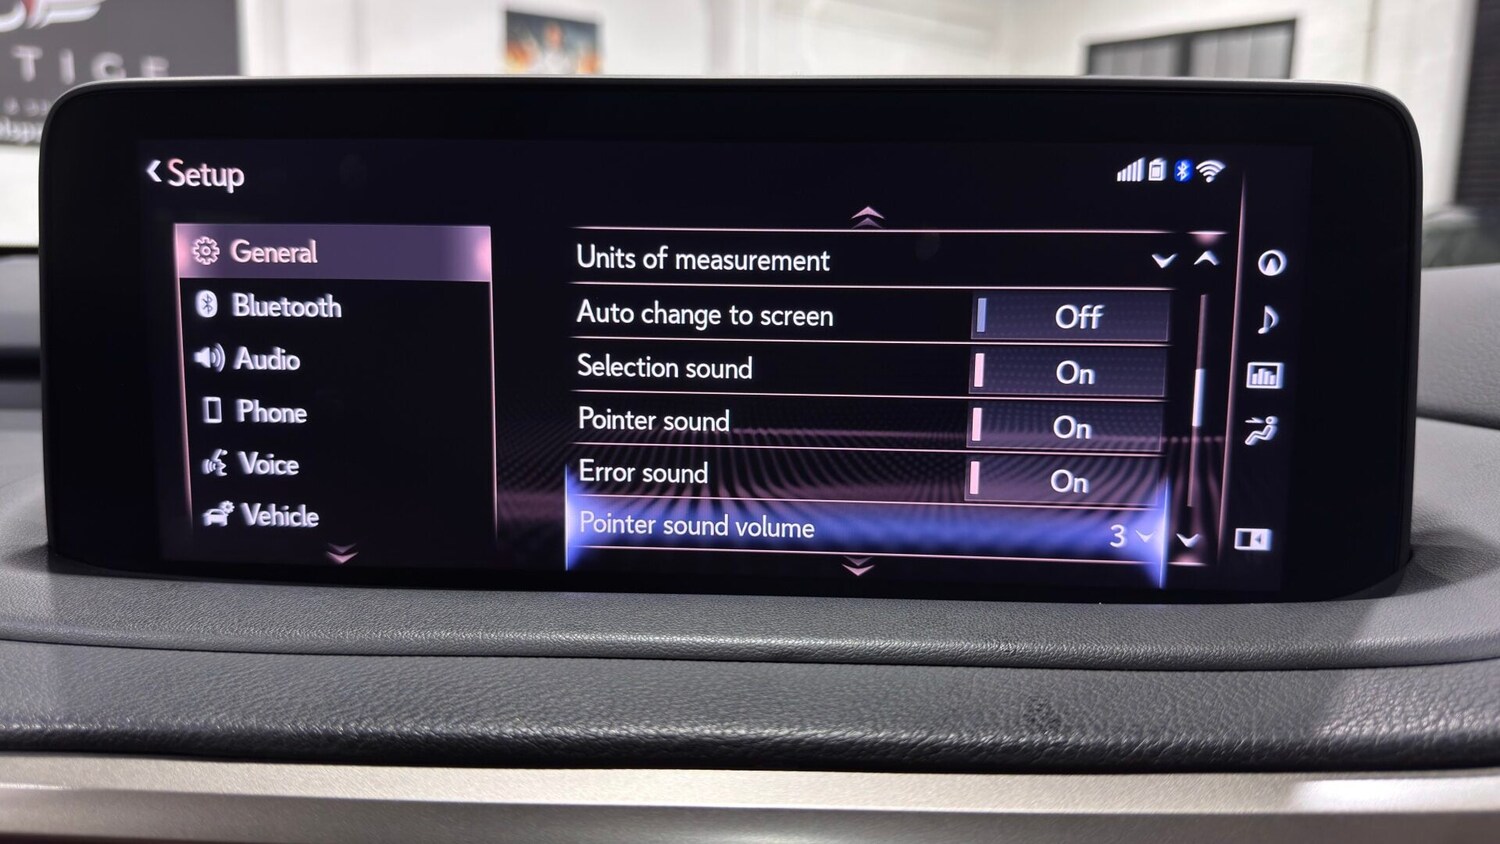 TIGE
Setup
General
Bluetooth
Audio
Phone
Voice
Vehicle
Units of measurement
Auto change to screen Off
Selection sound On
Pointer sound On
Error sound On
Pointer sound volume 3